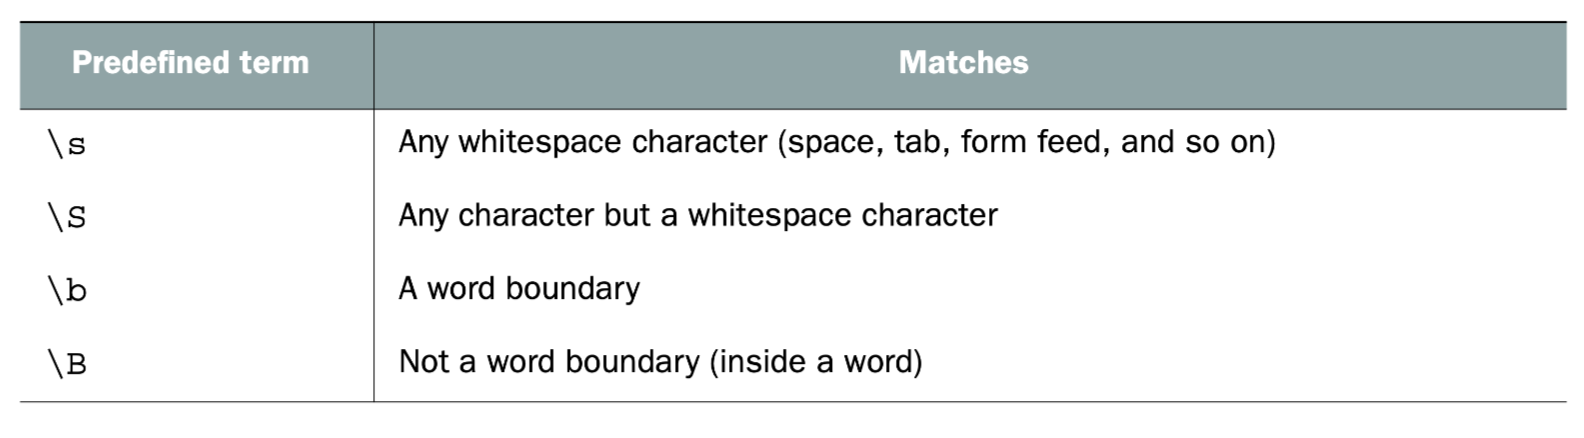 Predefined term Matches
\s Any whitespace character (space, tab, form feed, and so on)
\S Any character but a whitespace character
\b A word boundary
\B Not a word boundary (inside a word)